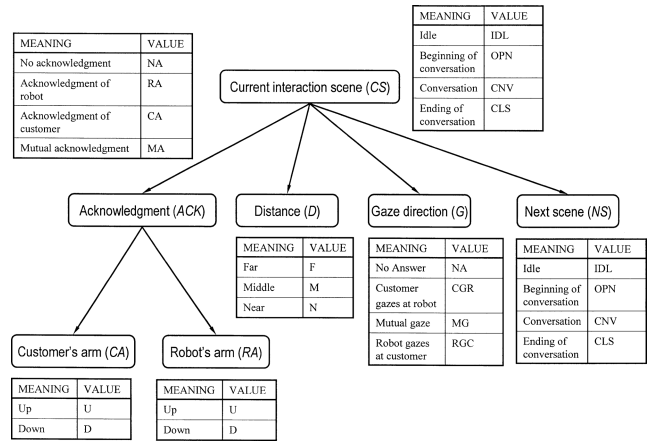 MEANING VALUE
Idle IDL
Beginning of
conversation OPN
Conversation CNV
Ending of
conversation CLS
MEANING VALUE
No acknowledgment NA
Acknowledgment of
robot RA
Acknowledgment of
customer CA
Mutual acknowledgment MA
Current interaction scene (CS)
Acknowledgment (ACK)
Distance (D)
Gaze direction (G)
Next scene (NS)
MEANING VALUE
Far F
Middle M
Near N
MEANING VALUE
No Answer NA
Customer
gazes at robot CGR
Mutual gaze MG
Robot gazes
at customer RGC
MEANING VALUE
Idle IDL
Beginning of
conversation OPN
Conversation CNV
Ending of
conversation CLS
Customer's arm (CA)
Robot's arm (RA)
MEANING VALUE
Up U
Down D
MEANING VALUE
Up U
Down D